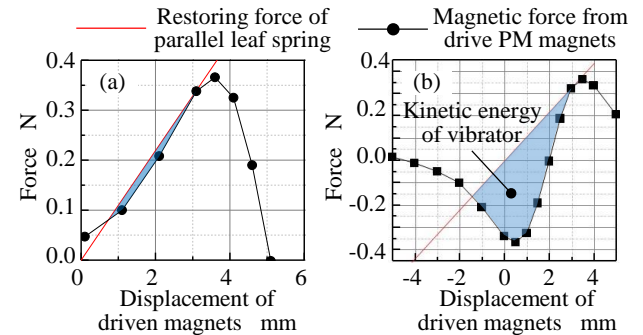 Restoring force of
parallel leaf spring
Magnetic force from
drive PM magnets
(a)
Force N
0.4
0.3
0.2
0.1
0.0
0 2 4 6
Displacement of
driven magnets mm
(b)
Kinetic energy
of vibrator
Force N
0.2
0.0
-0.2
-0.4
-4 -2 0 2 4
Displacement of
driven magnets mm